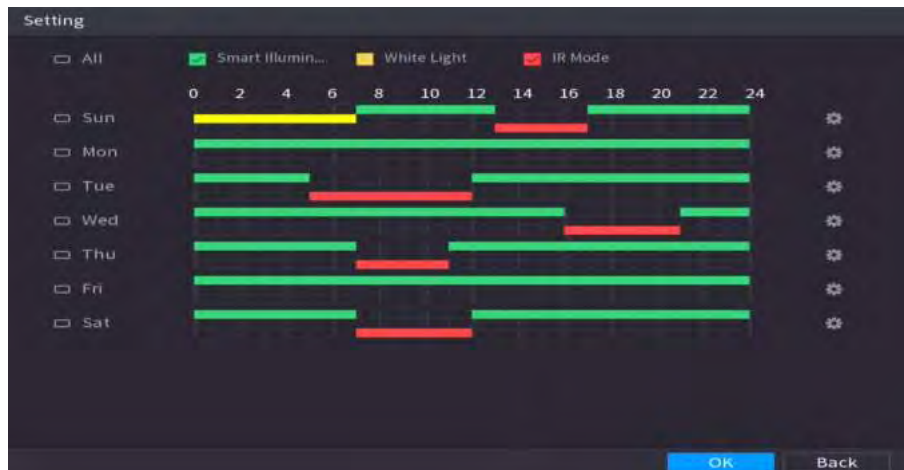 Setting
All Smart Illumin... White Light IR Mode
0 2 4 6 8 10 12 14 16 18 20 22 24
Sun
Mon
Tue
Wed
Thu
Fri
Sat
OK Back